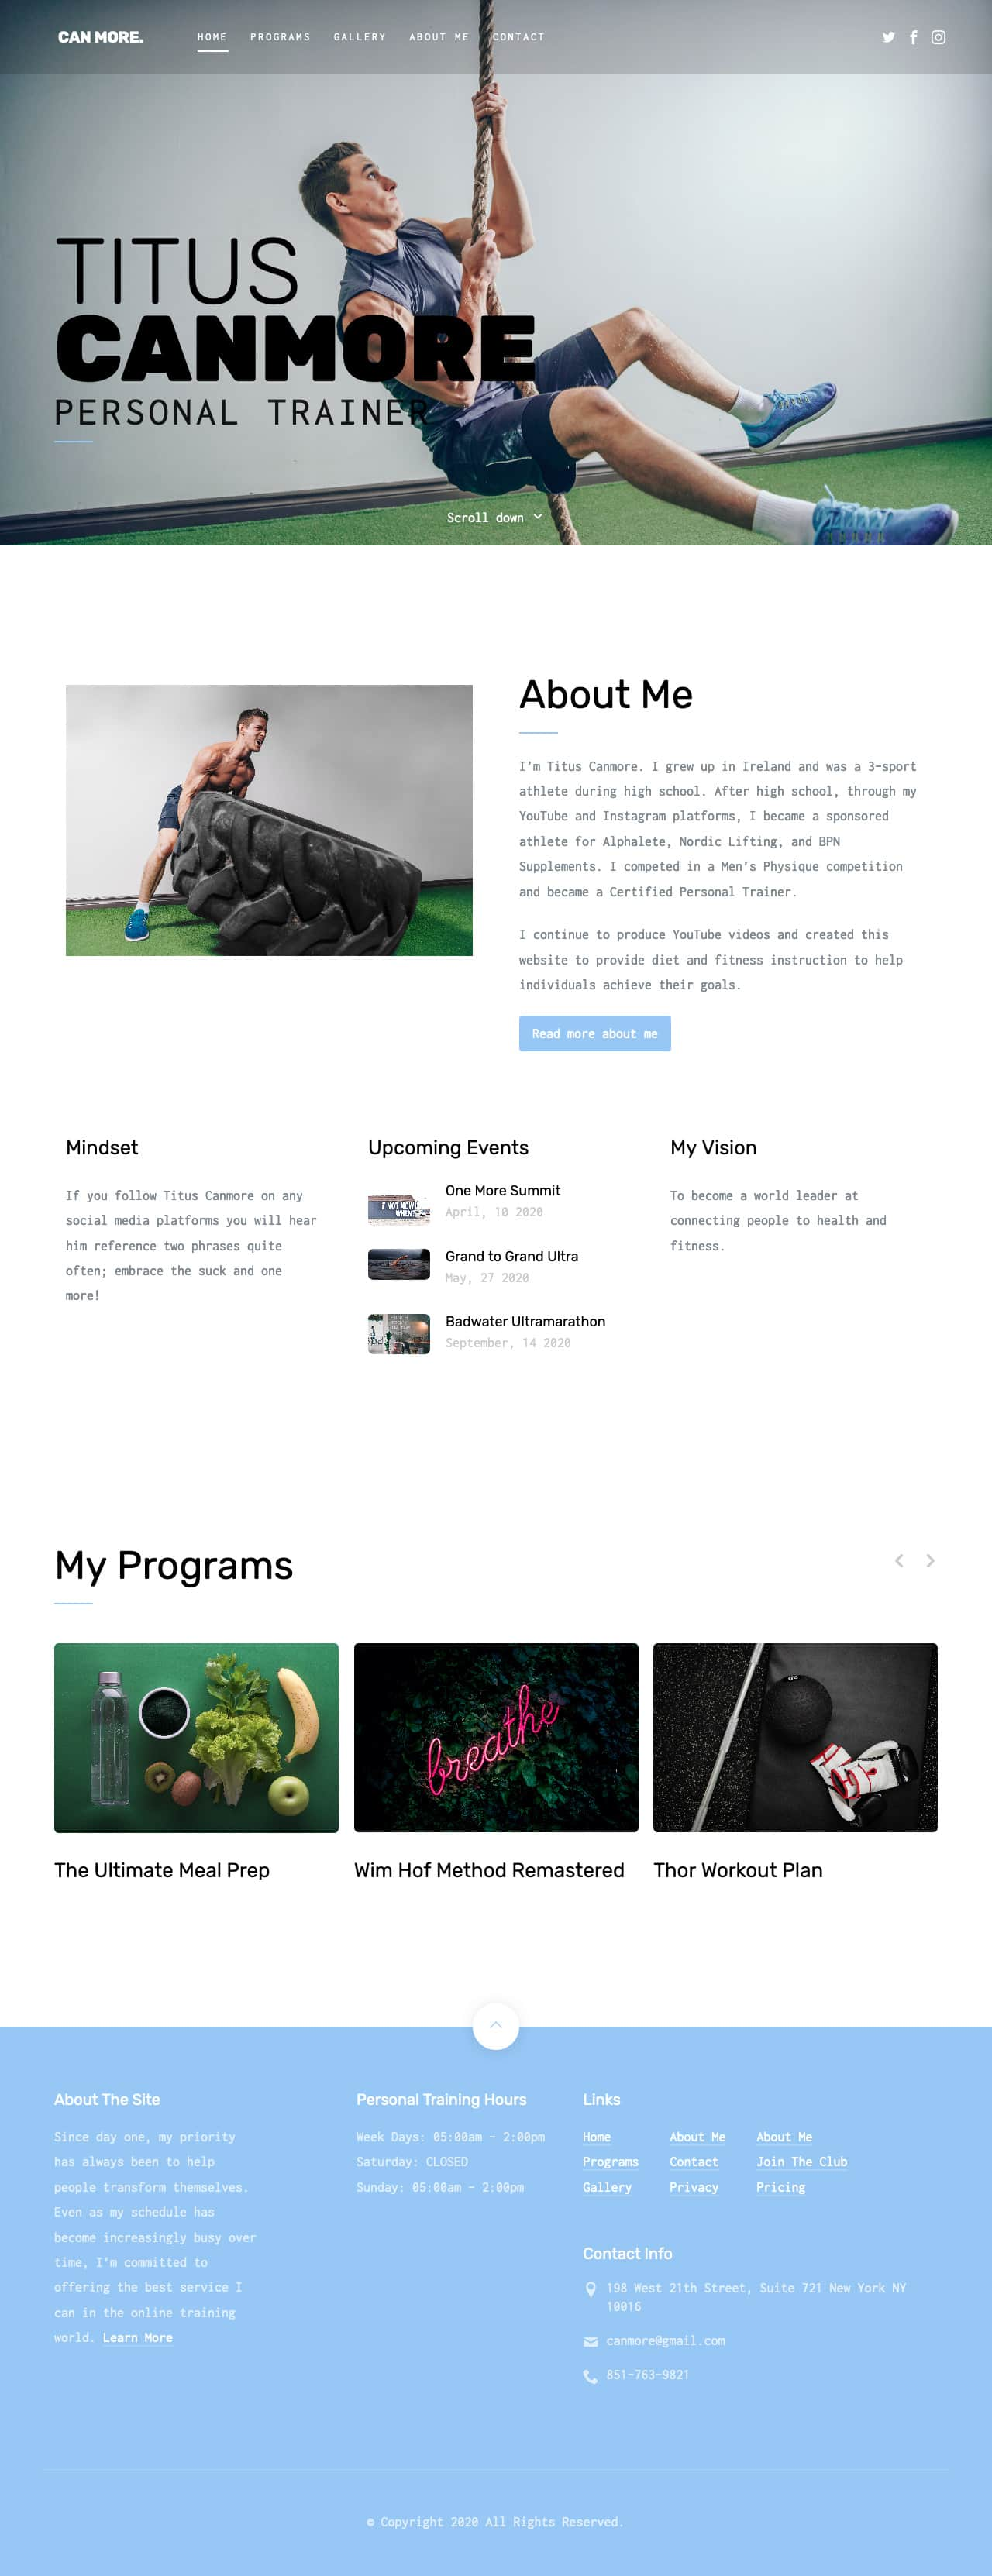 CAN MORE.
HOME PROGRAMS GALLERY ABOUT ME CONTACT
TITUS
CANMORE
PERSONAL TRAINER
Scroll down
About Me
I’m Titus Canmore. I grew up in Ireland and was a 3-sport
athlete during high school. After high school, through my
YouTube and Instagram platforms, I became a sponsored
athlete for Alphalete, Nordic Lifting, and BPN
Supplements. I competed in a Men’s Physique competition
and became a Certified Personal Trainer.
I continue to produce YouTube videos and created this
website to provide diet and fitness instruction to help
individuals achieve their goals.
Read more about me
Mindset
If you follow Titus Canmore on any
social media platforms you will hear
him reference two phrases quite
often; embrace the suck and one
more!
Upcoming Events
IF NOT NOW
WHEN?
One More Summit
April, 10 2020
Grand to Grand Ultra
May, 27 2020
Badwater Ultramarathon
September, 14 2020
My Vision
To become a world leader at
connecting people to health and
fitness.
My Programs
breathe
The Ultimate Meal Prep
Wim Hof Method Remastered
Thor Workout Plan
About The Site
Since day one, my priority
has always been to help
people transform themselves.
Even as my schedule has
become increasingly busy over
time, I’m committed to
offering the best service I
can in the online training
world. Learn More
Personal Training Hours
Week Days: 05:00am - 2:00pm
Saturday: CLOSED
Sunday: 05:00am - 2:00pm
Links
Home About Me About Me
Programs Contact Join The Club
Gallery Privacy Pricing
Contact Info
198 West 21th Street, Suite 721 New York NY
10016
canmore@gmail.com
851-763-9821
© Copyright 2020 All Rights Reserved.